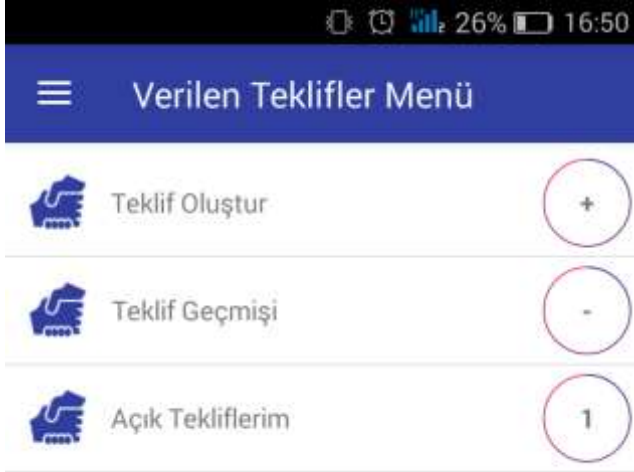 26% 16:50
Verilen Teklifler Menü
Teklif Oluştur +
Teklif Geçmişi -
Açık Tekliflerim 1